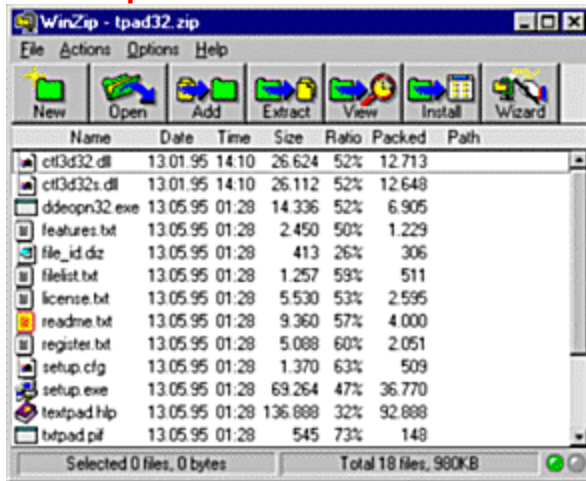 WinZip - tpad32.zip
File Actions Options Help
New Open Add Extract View Install Wizard
Name Date Time Size Ratio Packed Path
ctl3d32.dll 13.01.95 14:10 26.624 52% 12.713
ctl3d32s.dll 13.01.95 14:10 26.112 52% 12.648
ddeopn32.exe 13.05.95 01:28 14.336 52% 6.905
features.txt 13.05.95 01:28 2.450 50% 1.229
file_id.diz 13.05.95 01:28 413 26% 306
filelist.txt 13.05.95 01:28 1.257 59% 511
license.txt 13.05.95 01:28 5.530 53% 2.595
readme.txt 13.05.95 01:28 9.360 57% 4.000
register.txt 13.05.95 01:28 5.088 60% 2.051
setup.cfg 13.05.95 01:28 1.370 63% 509
setup.exe 13.05.95 01:28 69.264 47% 36.770
textpad.hlp 13.05.95 01:28 136.888 32% 92.888
txtpad.pif 13.05.95 01:28 545 73% 148
Selected 0 files, 0 bytes Total 18 files, 980KB